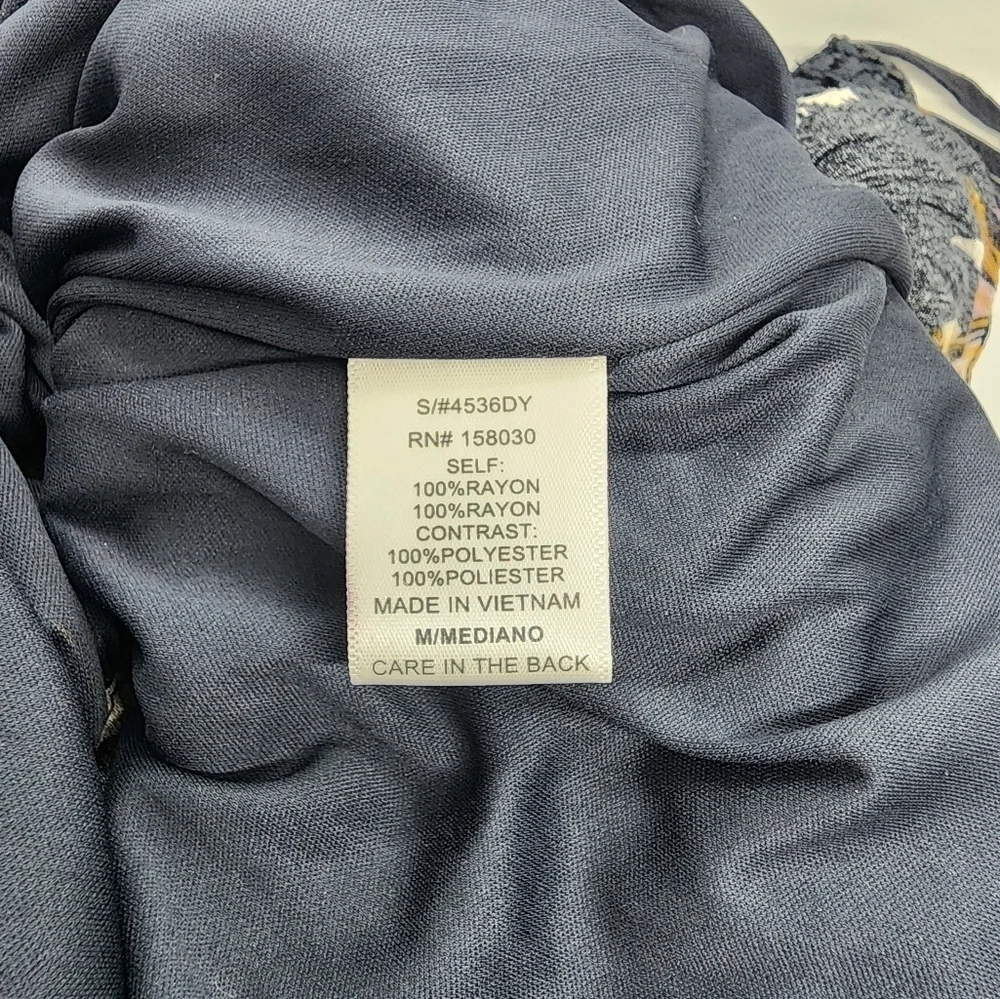 S/#4536DY
RN# 158030
SELF:
100%RAYON
100%RAYON
CONTRAST:
100%POLYESTER
100%POLIESTER
MADE IN VIETNAM
M/MEDIANO
CARE IN THE BACK